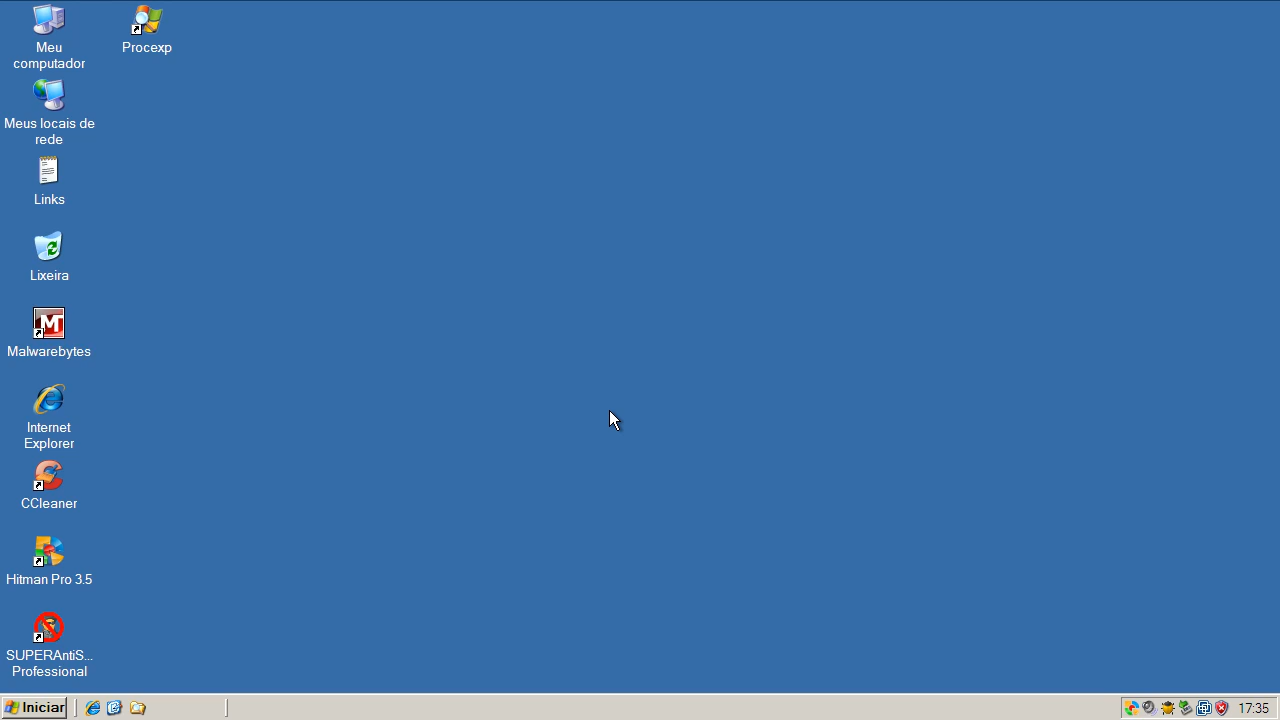 Meu
computador
Procexp
Meus locais de
rede
Links
Lixeira
Malwarebytes
Internet
Explorer
CCleaner
Hitman Pro 3.5
SUPERAntiS...
Professional
Iniciar
17:35